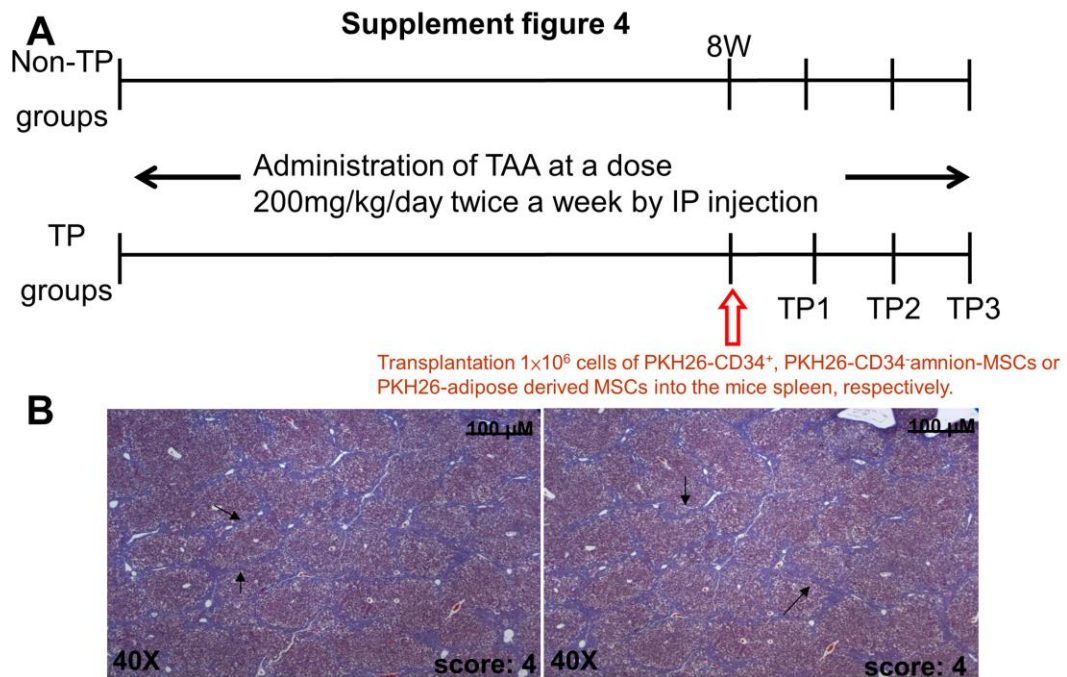 Supplement figure 4
A
Non-TP
groups
8W
Administration of TAA at a dose
200mg/kg/day twice a week by IP injection
TP
groups
TP1 TP2 TP3
Transplantation 1×10⁶ cells of PKH26-CD34⁺, PKH26-CD34⁻amnion-MSCs or
PKH26-adipose derived MSCs into the mice spleen, respectively.
B
100 μM 100 μM
40X score: 4 40X score: 4